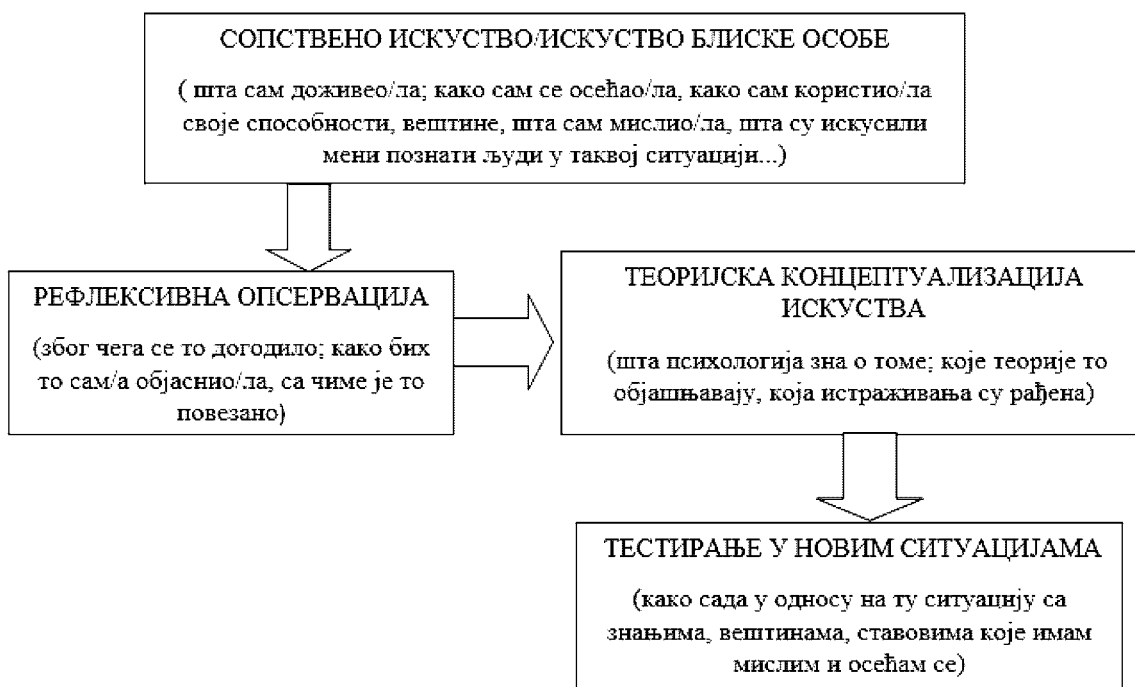 СОПСТВЕНО ИСКУСТВО/ИСКУСТВО БЛИСКЕ ОСОБЕ
( шта сам доживео/ла; како сам се осећао/ла, како сам користио/ла
своје способности, вештине, шта сам мислио/ла, шта су искусили
мени познати људи у таквој ситуацији...)
РЕФЛЕКСИВНА ОПСЕРВАЦИЈА
(због чега се то догодило; како бих
то сам/а објаснио/ла, са чиме је то
повезано)
ТЕОРИЈСКА КОНЦЕПТУАЛИЗАЦИЈА
ИСКУСТВА
(шта психологија зна о томе; које теорије то
објашњавају, која истраживања су рађена)
ТЕСТИРАЊЕ У НОВИМ СИТУАЦИЈАМА
(како сада у односу на ту ситуацију са
знањима, вештинама, ставовима које имам
мислим и осећам се)